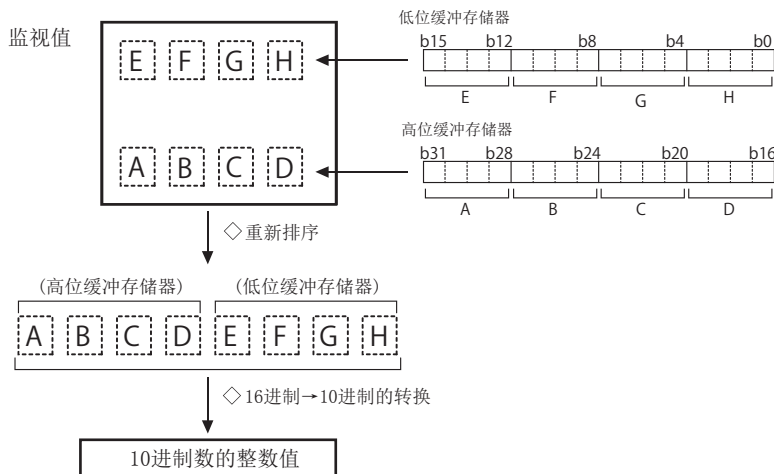 监视值
E F G H
A B C D
低位缓冲存储器
b15 b12 b8 b4 b0
E F G H
高位缓冲存储器
b31 b28 b24 b20 b16
A B C D
◇重新排序
(高位缓冲存储器) (低位缓冲存储器)
A B C D E F G H
◇16进制→10进制的转换
10进制数的整数值